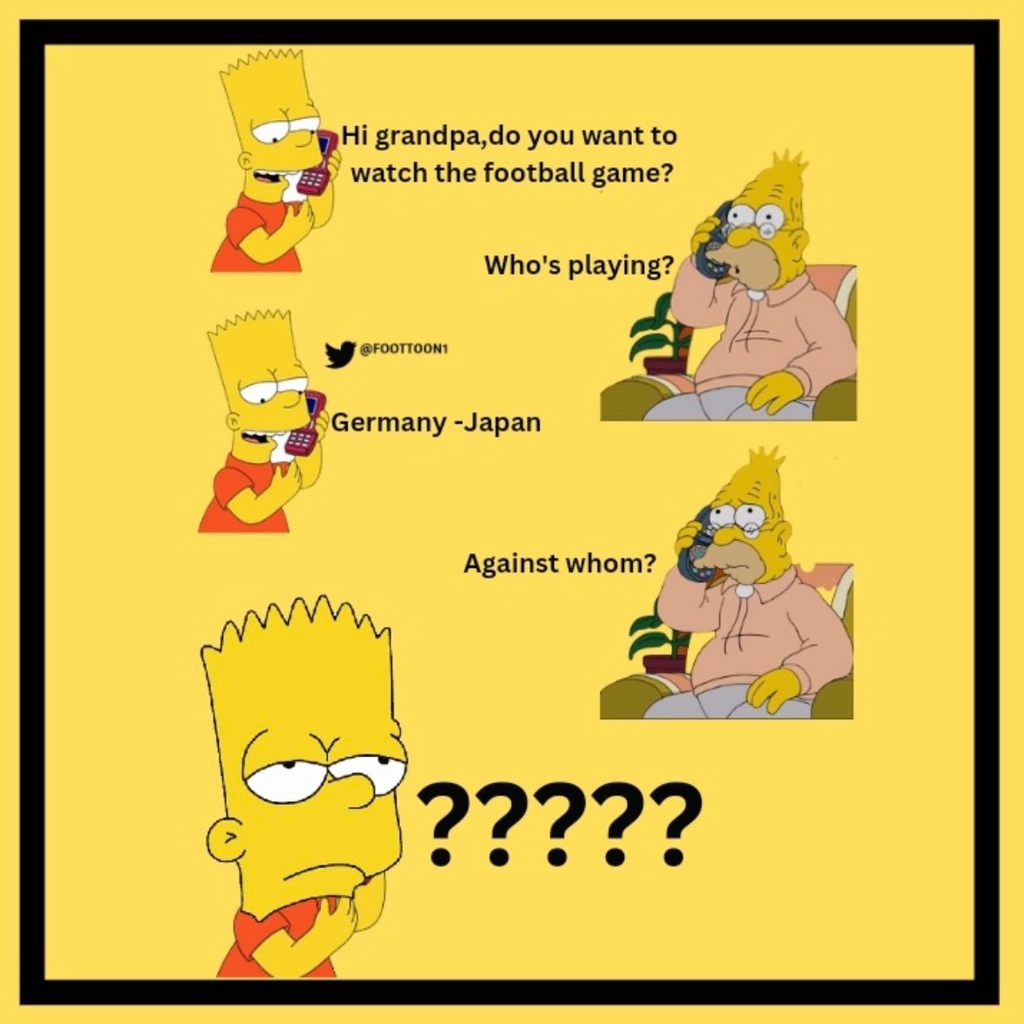 Hi grandpa,do you want to
watch the football game?
Who's playing?
@FOOTTOON1
Germany -Japan
Against whom?
?????